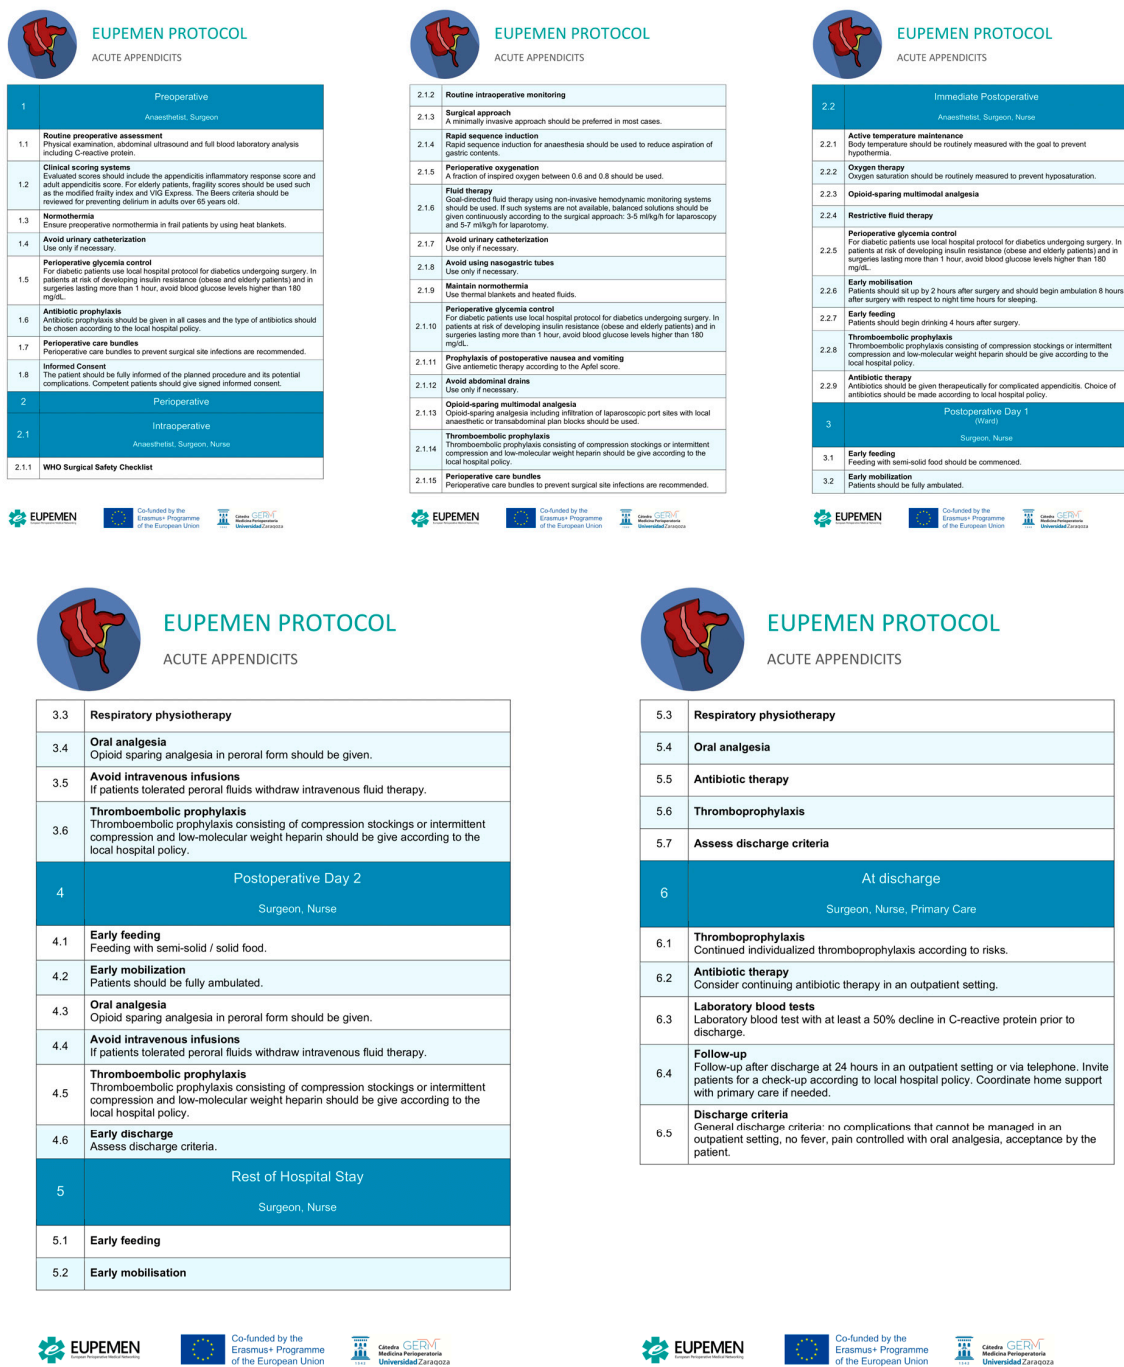 EUPEMEN PROTOCOL
ACUTE APPENDICITS
1
Preoperative
Anaesthetist, Surgeon
1.1
Routine preoperative assessment
Physical examination, abdominal ultrasound and full blood laboratory analysis
including C-reactive protein.
1.2
Clinical scoring systems
Evaluated scores should include the appendicitis inflammatory response score and
adult appendicitis score. For elderly patients, fragility scores should be used such
as the modified frailty index and VIG Express. The Beers criteria should be
reviewed for preventing delirium in adults over 65 years old.
1.3
Normothermia
Ensure preoperative normothermia in frail patients by using heat blankets.
1.4
Avoid urinary catheterization
Use only if necessary.
1.5
Perioperative glycemia control
For diabetic patients use local hospital protocol for diabetics undergoing surgery. In
patients at risk of developing insulin resistance (obese and elderly patients) and in
surgeries lasting more than 1 hour, avoid blood glucose levels higher than 180
mg/dL.
1.6
Antibiotic prophylaxis
Antibiotic prophylaxis should be given in all cases and the type of antibiotics should
be chosen according to the local hospital policy.
1.7
Perioperative care bundles
Perioperative care bundles to prevent surgical site infections are recommended.
1.8
Informed Consent
The patient should be fully informed of the planned procedure and its potential
complications. Competent patients should give signed informed consent.
2
Perioperative
2.1
Intraoperative
Anaesthetist, Surgeon, Nurse
2.1.1
WHO Surgical Safety Checklist
EUPEMEN
European Perioperative Medical Networking
Co-funded by the
Erasmus+ Programme
of the European Union
Cátedra GERM
Medicina Perioperatoria
Universidad Zaragoza
1542
EUPEMEN PROTOCOL
ACUTE APPENDICITS
2.1.2
Routine intraoperative monitoring
2.1.3
Surgical approach
A minimally invasive approach should be preferred in most cases.
2.1.4
Rapid sequence induction
Rapid sequence induction for anaesthesia should be used to reduce aspiration of
gastric contents.
2.1.5
Perioperative oxygenation
A fraction of inspired oxygen between 0.6 and 0.8 should be used.
2.1.6
Fluid therapy
Goal-directed fluid therapy using non-invasive hemodynamic monitoring systems
should be used. If such systems are not available, balanced solutions should be
given continuously according to the surgical approach: 3-5 ml/kg/h for laparoscopy
and 5-7 ml/kg/h for laparotomy.
2.1.7
Avoid urinary catheterization
Use only if necessary.
2.1.8
Avoid using nasogastric tubes
Use only if necessary.
2.1.9
Maintain normothermia
Use thermal blankets and heated fluids.
2.1.10
Perioperative glycemia control
For diabetic patients use local hospital protocol for diabetics undergoing surgery. In
patients at risk of developing insulin resistance (obese and elderly patients) and in
surgeries lasting more than 1 hour, avoid blood glucose levels higher than 180
mg/dL.
2.1.11
Prophylaxis of postoperative nausea and vomiting
Give antiemetic therapy according to the Apfel score.
2.1.12
Avoid abdominal drains
Use only if necessary.
2.1.13
Opioid-sparing multimodal analgesia
Opioid-sparing analgesia including infiltration of laparoscopic port sites with local
anaesthetic or transabdominal plan blocks should be used.
2.1.14
Thromboembolic prophylaxis
Thromboembolic prophylaxis consisting of compression stockings or intermittent
compression and low-molecular weight heparin should be give according to the
local hospital policy.
2.1.15
Perioperative care bundles
Perioperative care bundles to prevent surgical site infections are recommended.
EUPEMEN
European Perioperative Medical Networking
Co-funded by the
Erasmus+ Programme
of the European Union
Cátedra GERM
Medicina Perioperatoria
Universidad Zaragoza
1542
EUPEMEN PROTOCOL
ACUTE APPENDICITS
2.2
Immediate Postoperative
Anaesthetist, Surgeon, Nurse
2.2.1
Active temperature maintenance
Body temperature should be routinely measured with the goal to prevent
hypothermia.
2.2.2
Oxygen therapy
Oxygen saturation should be routinely measured to prevent hyposaturation.
2.2.3
Opioid-sparing multimodal analgesia
2.2.4
Restrictive fluid therapy
2.2.5
Perioperative glycemia control
For diabetic patients use local hospital protocol for diabetics undergoing surgery. In
patients at risk of developing insulin resistance (obese and elderly patients) and in
surgeries lasting more than 1 hour, avoid blood glucose levels higher than 180
mg/dL.
2.2.6
Early mobilisation
Patients should sit up by 2 hours after surgery and should begin ambulation 8 hours
after surgery with respect to night time hours for sleeping.
2.2.7
Early feeding
Patients should begin drinking 4 hours after surgery.
2.2.8
Thromboembolic prophylaxis
Thromboembolic prophylaxis consisting of compression stockings or intermittent
compression and low-molecular weight heparin should be give according to the
local hospital policy.
2.2.9
Antibiotic therapy
Antibiotics should be given therapeutically for complicated appendicitis. Choice of
antibiotics should be made according to local hospital policy.
3
Postoperative Day 1
(Ward)
Surgeon, Nurse
3.1
Early feeding
Feeding with semi-solid food should be commenced.
3.2
Early mobilization
Patients should be fully ambulated.
EUPEMEN
European Perioperative Medical Networking
Co-funded by the
Erasmus+ Programme
of the European Union
Cátedra GERM
Medicina Perioperatoria
Universidad Zaragoza
1542
EUPEMEN PROTOCOL
ACUTE APPENDICITS
3.3
Respiratory physiotherapy
3.4
Oral analgesia
Opioid sparing analgesia in peroral form should be given.
3.5
Avoid intravenous infusions
If patients tolerated peroral fluids withdraw intravenous fluid therapy.
3.6
Thromboembolic prophylaxis
Thromboembolic prophylaxis consisting of compression stockings or intermittent
compression and low-molecular weight heparin should be give according to the
local hospital policy.
4
Postoperative Day 2
Surgeon, Nurse
4.1
Early feeding
Feeding with semi-solid / solid food.
4.2
Early mobilization
Patients should be fully ambulated.
4.3
Oral analgesia
Opioid sparing analgesia in peroral form should be given.
4.4
Avoid intravenous infusions
If patients tolerated peroral fluids withdraw intravenous fluid therapy.
4.5
Thromboembolic prophylaxis
Thromboembolic prophylaxis consisting of compression stockings or intermittent
compression and low-molecular weight heparin should be give according to the
local hospital policy.
4.6
Early discharge
Assess discharge criteria.
5
Rest of Hospital Stay
Surgeon, Nurse
5.1
Early feeding
5.2
Early mobilisation
EUPEMEN
European Perioperative Medical Networking
Co-funded by the
Erasmus+ Programme
of the European Union
Cátedra GERM
Medicina Perioperatoria
Universidad Zaragoza
1542
EUPEMEN PROTOCOL
ACUTE APPENDICITS
5.3
Respiratory physiotherapy
5.4
Oral analgesia
5.5
Antibiotic therapy
5.6
Thromboprophylaxis
5.7
Assess discharge criteria
6
At discharge
Surgeon, Nurse, Primary Care
6.1
Thromboprophylaxis
Continued individualized thromboprophylaxis according to risks.
6.2
Antibiotic therapy
Consider continuing antibiotic therapy in an outpatient setting.
6.3
Laboratory blood tests
Laboratory blood test with at least a 50% decline in C-reactive protein prior to
discharge.
6.4
Follow-up
Follow-up after discharge at 24 hours in an outpatient setting or via telephone. Invite
patients for a check-up according to local hospital policy. Coordinate home support
with primary care if needed.
6.5
Discharge criteria
General discharge criteria: no complications that cannot be managed in an
outpatient setting, no fever, pain controlled with oral analgesia, acceptance by the
patient.
EUPEMEN
European Perioperative Medical Networking
Co-funded by the
Erasmus+ Programme
of the European Union
Cátedra GERM
Medicina Perioperatoria
Universidad Zaragoza
1542